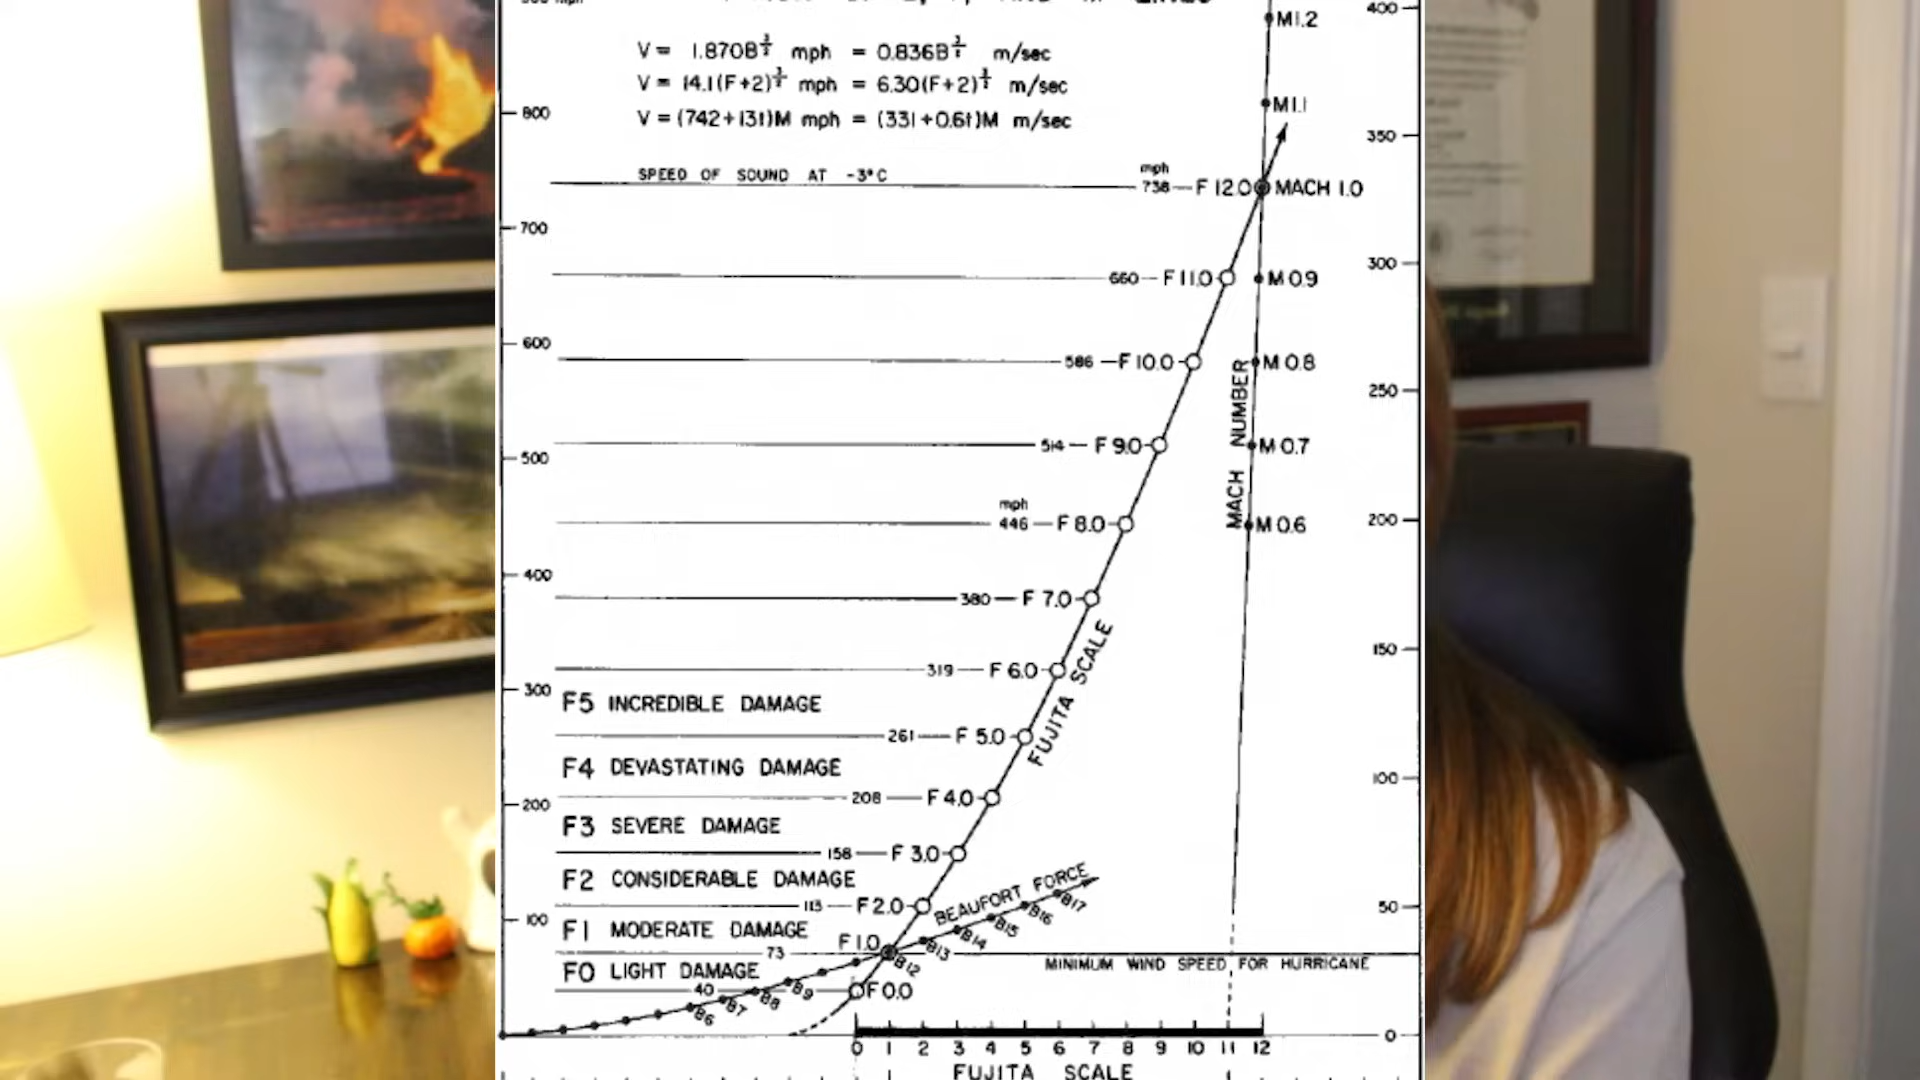 V = 1.870B^3/2 mph = 0.836B^3/2 m/sec
V = 14.1(F+2)^3/2 mph = 6.30(F+2)^3/2 m/sec
V = (742+13t)M mph = (331+0.6t)M m/sec
SPEED OF SOUND AT -3°C
mph
738 F 12.0 MACH 1.0
M1.2
M1.1
660 F 11.0 M 0.9
586 F 10.0 M 0.8
514 F 9.0 M 0.7
mph
446 F 8.0 M 0.6
MACH NUMBER
380 F 7.0
319 F 6.0
FUJITA SCALE
F5 INCREDIBLE DAMAGE
261 F 5.0
F4 DEVASTATING DAMAGE
208 F 4.0
F3 SEVERE DAMAGE
158 F 3.0
F2 CONSIDERABLE DAMAGE
113 F 2.0
BEAUFORT FORCE
F1 MODERATE DAMAGE
73 F 1.0
MINIMUM WIND SPEED FOR HURRICANE
F0 LIGHT DAMAGE
40 F 0.0
B6 B7 B8 B9 B12 B13 B14 B15 B16 B17
800
700
600
500
400
300
200
100
400
350
300
250
200
150
100
50
0
0 1 2 3 4 5 6 7 8 9 10 11 12
FUJITA SCALE